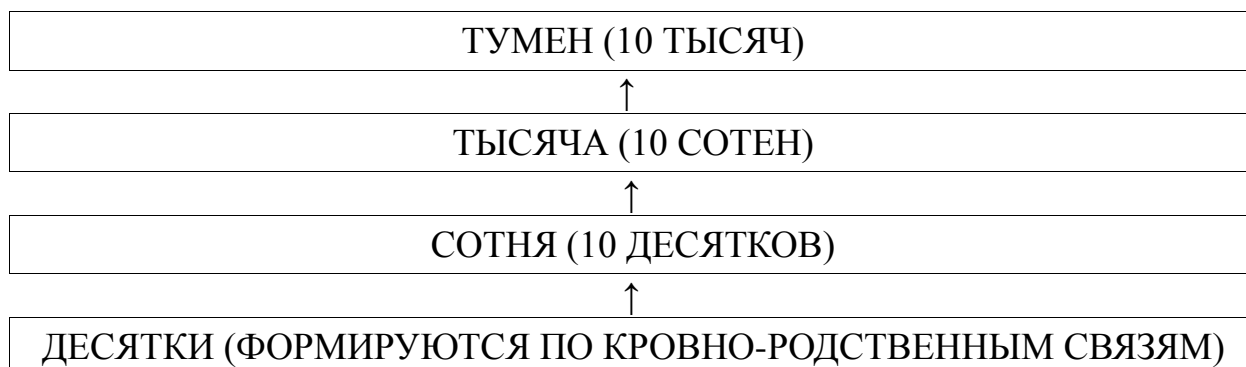 ТУМЕН (10 ТЫСЯЧ)
↑
ТЫСЯЧА (10 СОТЕН)
↑
СОТНЯ (10 ДЕСЯТКОВ)
↑
ДЕСЯТКИ (ФОРМИРУЮТСЯ ПО КРОВНО-РОДСТВЕННЫМ СВЯЗЯМ)